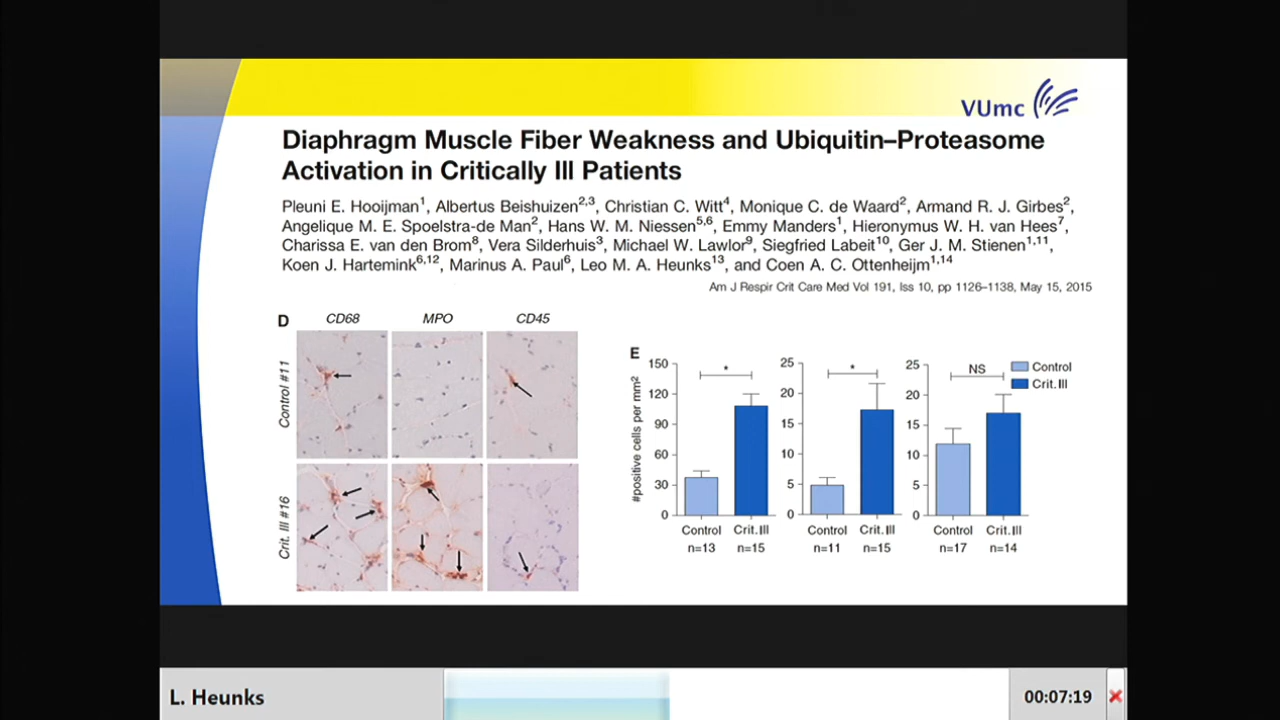 VUmc
Diaphragm Muscle Fiber Weakness and Ubiquitin–Proteasome
Activation in Critically Ill Patients
Pleuni E. Hooijman1, Albertus Beishuizen2,3, Christian C. Witt4, Monique C. de Waard2, Armand R. J. Girbes2,
Angelique M. E. Spoelstra-de Man2, Hans W. M. Niessen5,6, Emmy Manders1, Hieronymus W. H. van Hees7,
Charissa E. van den Brom8, Vera Silderhuis3, Michael W. Lawlor9, Siegfried Labeit10, Ger J. M. Stienen1,11,
Koen J. Hartemink6,12, Marinus A. Paul6, Leo M. A. Heunks13, and Coen A. C. Ottenheijm1,14
Am J Respir Crit Care Med Vol 191, Iss 10, pp 1126–1138, May 15, 2015
D
CD68 MPO CD45
Control #11
Crit. Ill #16
E
#positive cells per mm2
150
120
90
60
30
0
*
Control Crit. Ill
n=13 n=15
25
20
15
10
5
0
*
Control Crit. Ill
n=11 n=15
25
20
15
10
5
0
NS
Control Crit. Ill
n=17 n=14
Control
Crit. Ill
L. Heunks
00:07:19